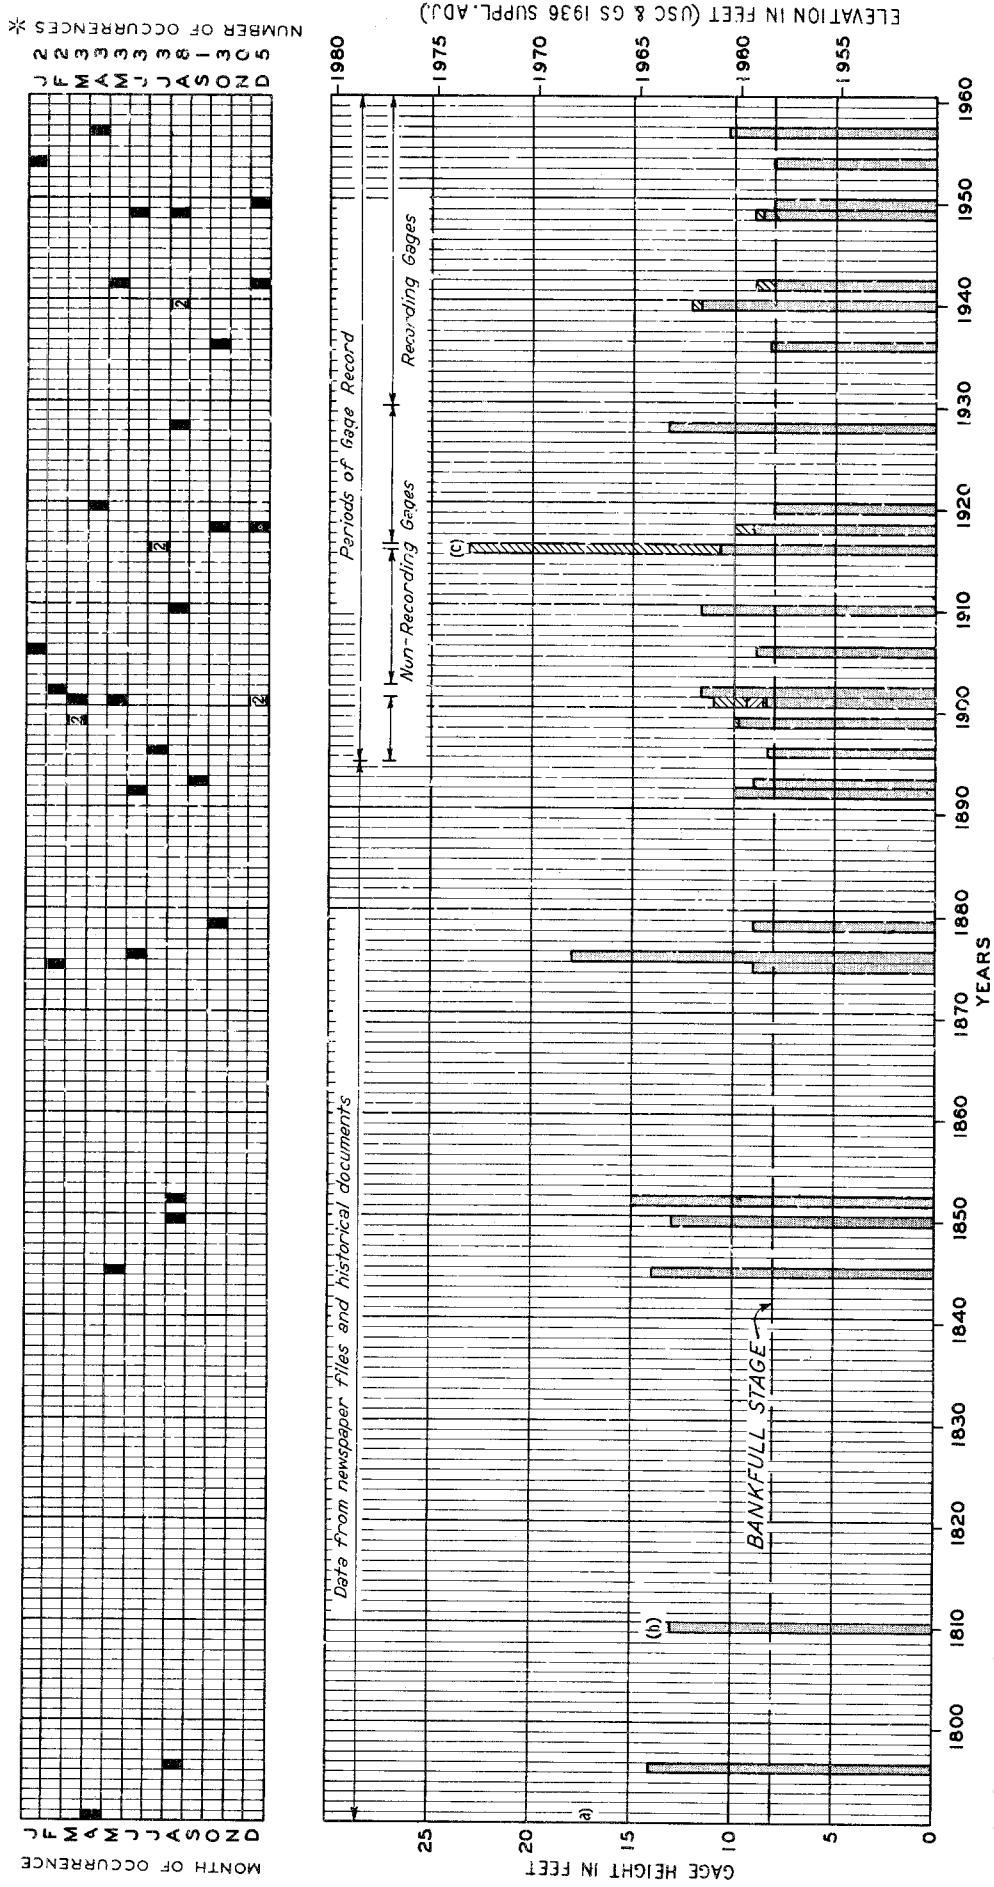 MONTH OF OCCURRENCE
J
F
M
A
M
J
J
A
S
O
N
D
2
2
2
2
2
J 2
F 2
M 3
A 3
M 3
J 3
J 3
A 8
S 1
O 3
N 0
D 5
NUMBER OF OCCURRENCES *
Data from newspaper files and historical documents
Periods of Gage Record
Non-Recording Gages
Recording Gages
a)
(b)
(c)
2
BANKFULL STAGE
GAGE HEIGHT IN FEET
25
20
15
10
5
0
1980
1975
1970
1965
1960
1955
ELEVATION IN FEET (USC & GS 1936 SUPPL. ADJ.)
1800
1810
1820
1830
1840
1850
1860
1870
1880
1890
1900
1910
1920
1930
1940
1950
1960
YEARS